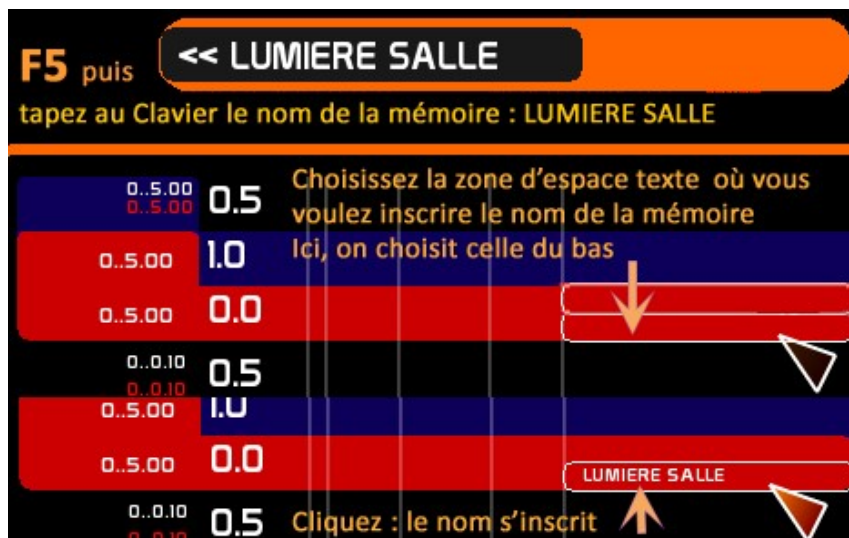 F5 puis << LUMIERE SALLE
tapez au Clavier le nom de la mémoire : LUMIERE SALLE
0..5.00
0..5.00
0.5
Choisissez la zone d'espace texte où vous
voulez inscrire le nom de la mémoire
0..5.00 1.0 Ici, on choisit celle du bas
0..5.00 0.0
0..0.10
0..0.10
0.5
0..5.00 1.0
0..5.00 0.0 LUMIERE SALLE
0..0.10
0..0.10
0.5 Cliquez : le nom s'inscrit